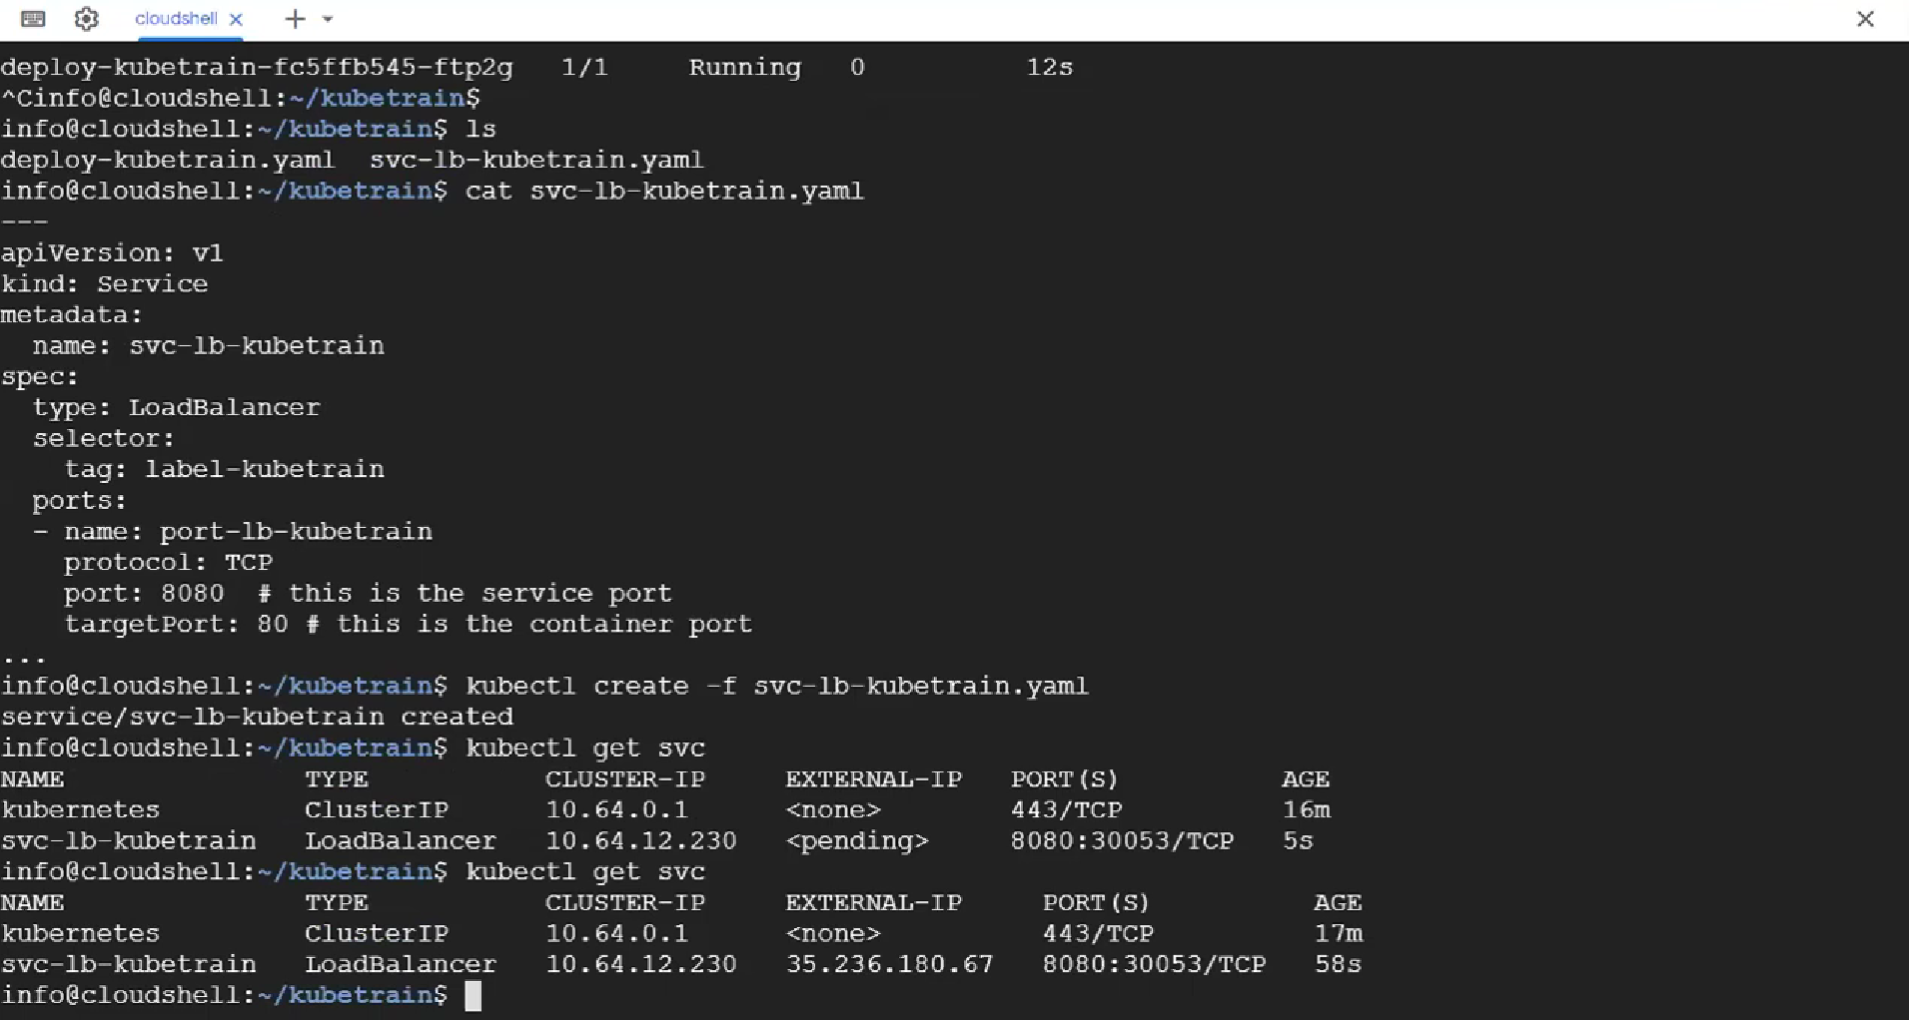 cloudshell
deploy-kubetrain-fc5ffb545-ftp2g   1/1     Running   0          12s
^Cinfo@cloudshell:~/kubetrain$
info@cloudshell:~/kubetrain$ ls
deploy-kubetrain.yaml  svc-lb-kubetrain.yaml
info@cloudshell:~/kubetrain$ cat svc-lb-kubetrain.yaml
---
apiVersion: v1
kind: Service
metadata:
  name: svc-lb-kubetrain
spec:
  type: LoadBalancer
  selector:
    tag: label-kubetrain
  ports:
  - name: port-lb-kubetrain
    protocol: TCP
    port: 8080  # this is the service port
    targetPort: 80 # this is the container port
...
info@cloudshell:~/kubetrain$ kubectl create -f svc-lb-kubetrain.yaml
service/svc-lb-kubetrain created
info@cloudshell:~/kubetrain$ kubectl get svc
NAME               TYPE           CLUSTER-IP     EXTERNAL-IP   PORT(S)          AGE
kubernetes         ClusterIP      10.64.0.1      <none>        443/TCP          16m
svc-lb-kubetrain   LoadBalancer   10.64.12.230   <pending>     8080:30053/TCP   5s
info@cloudshell:~/kubetrain$ kubectl get svc
NAME               TYPE           CLUSTER-IP     EXTERNAL-IP     PORT(S)          AGE
kubernetes         ClusterIP      10.64.0.1      <none>          443/TCP          17m
svc-lb-kubetrain   LoadBalancer   10.64.12.230   35.236.180.67   8080:30053/TCP   58s
info@cloudshell:~/kubetrain$